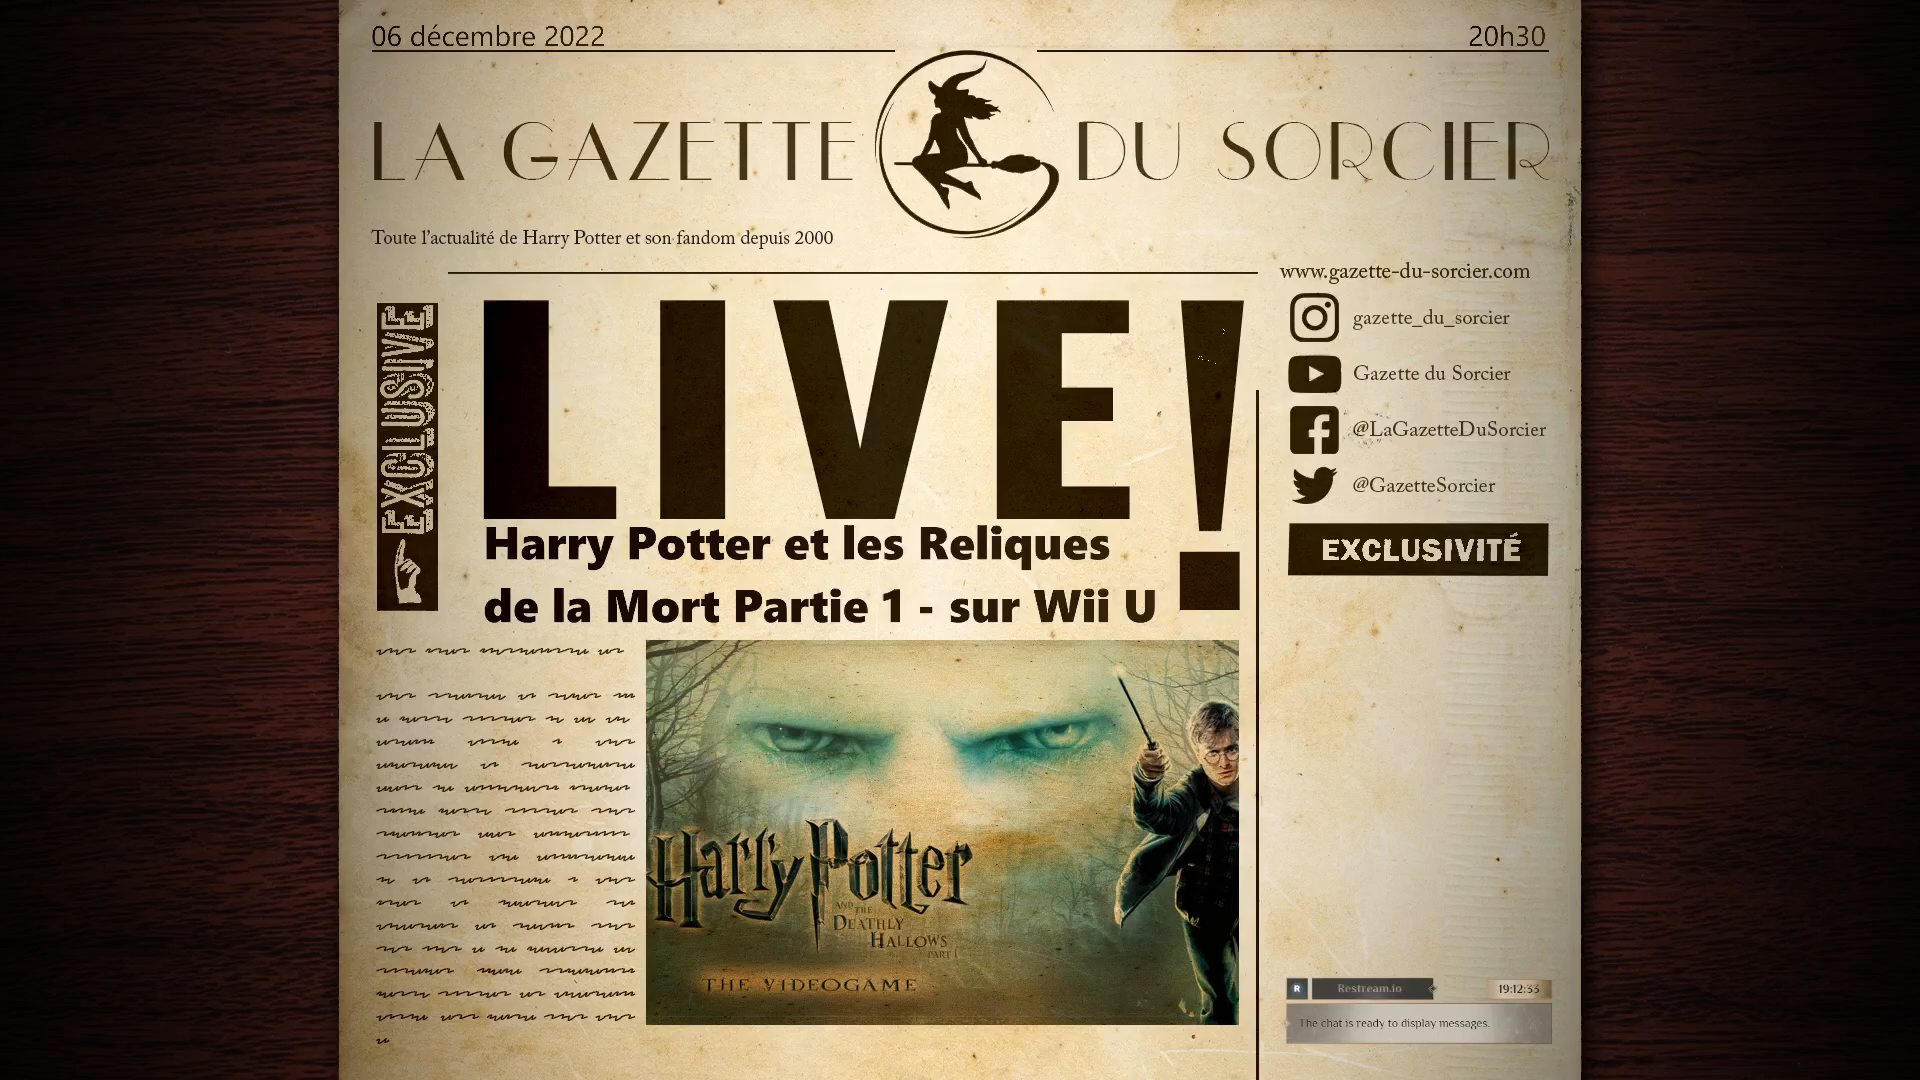 06 décembre 2022
20h30
LA GAZETTE DU SORCIER
Toute l'actualité de Harry Potter et son fandom depuis 2000
www.gazette-du-sorcier.com
EXCLUSIVE
LIVE!
Harry Potter et les Reliques
de la Mort Partie 1 - sur Wii U
gazette_du_sorcier
Gazette du Sorcier
@LaGazetteDuSorcier
@GazetteSorcier
EXCLUSIVITÉ
Harry Potter
AND THE
DEATHLY
HALLOWS
PART 1
THE VIDEOGAME
R Restream.io 19:12:33
The chat is ready to display messages.